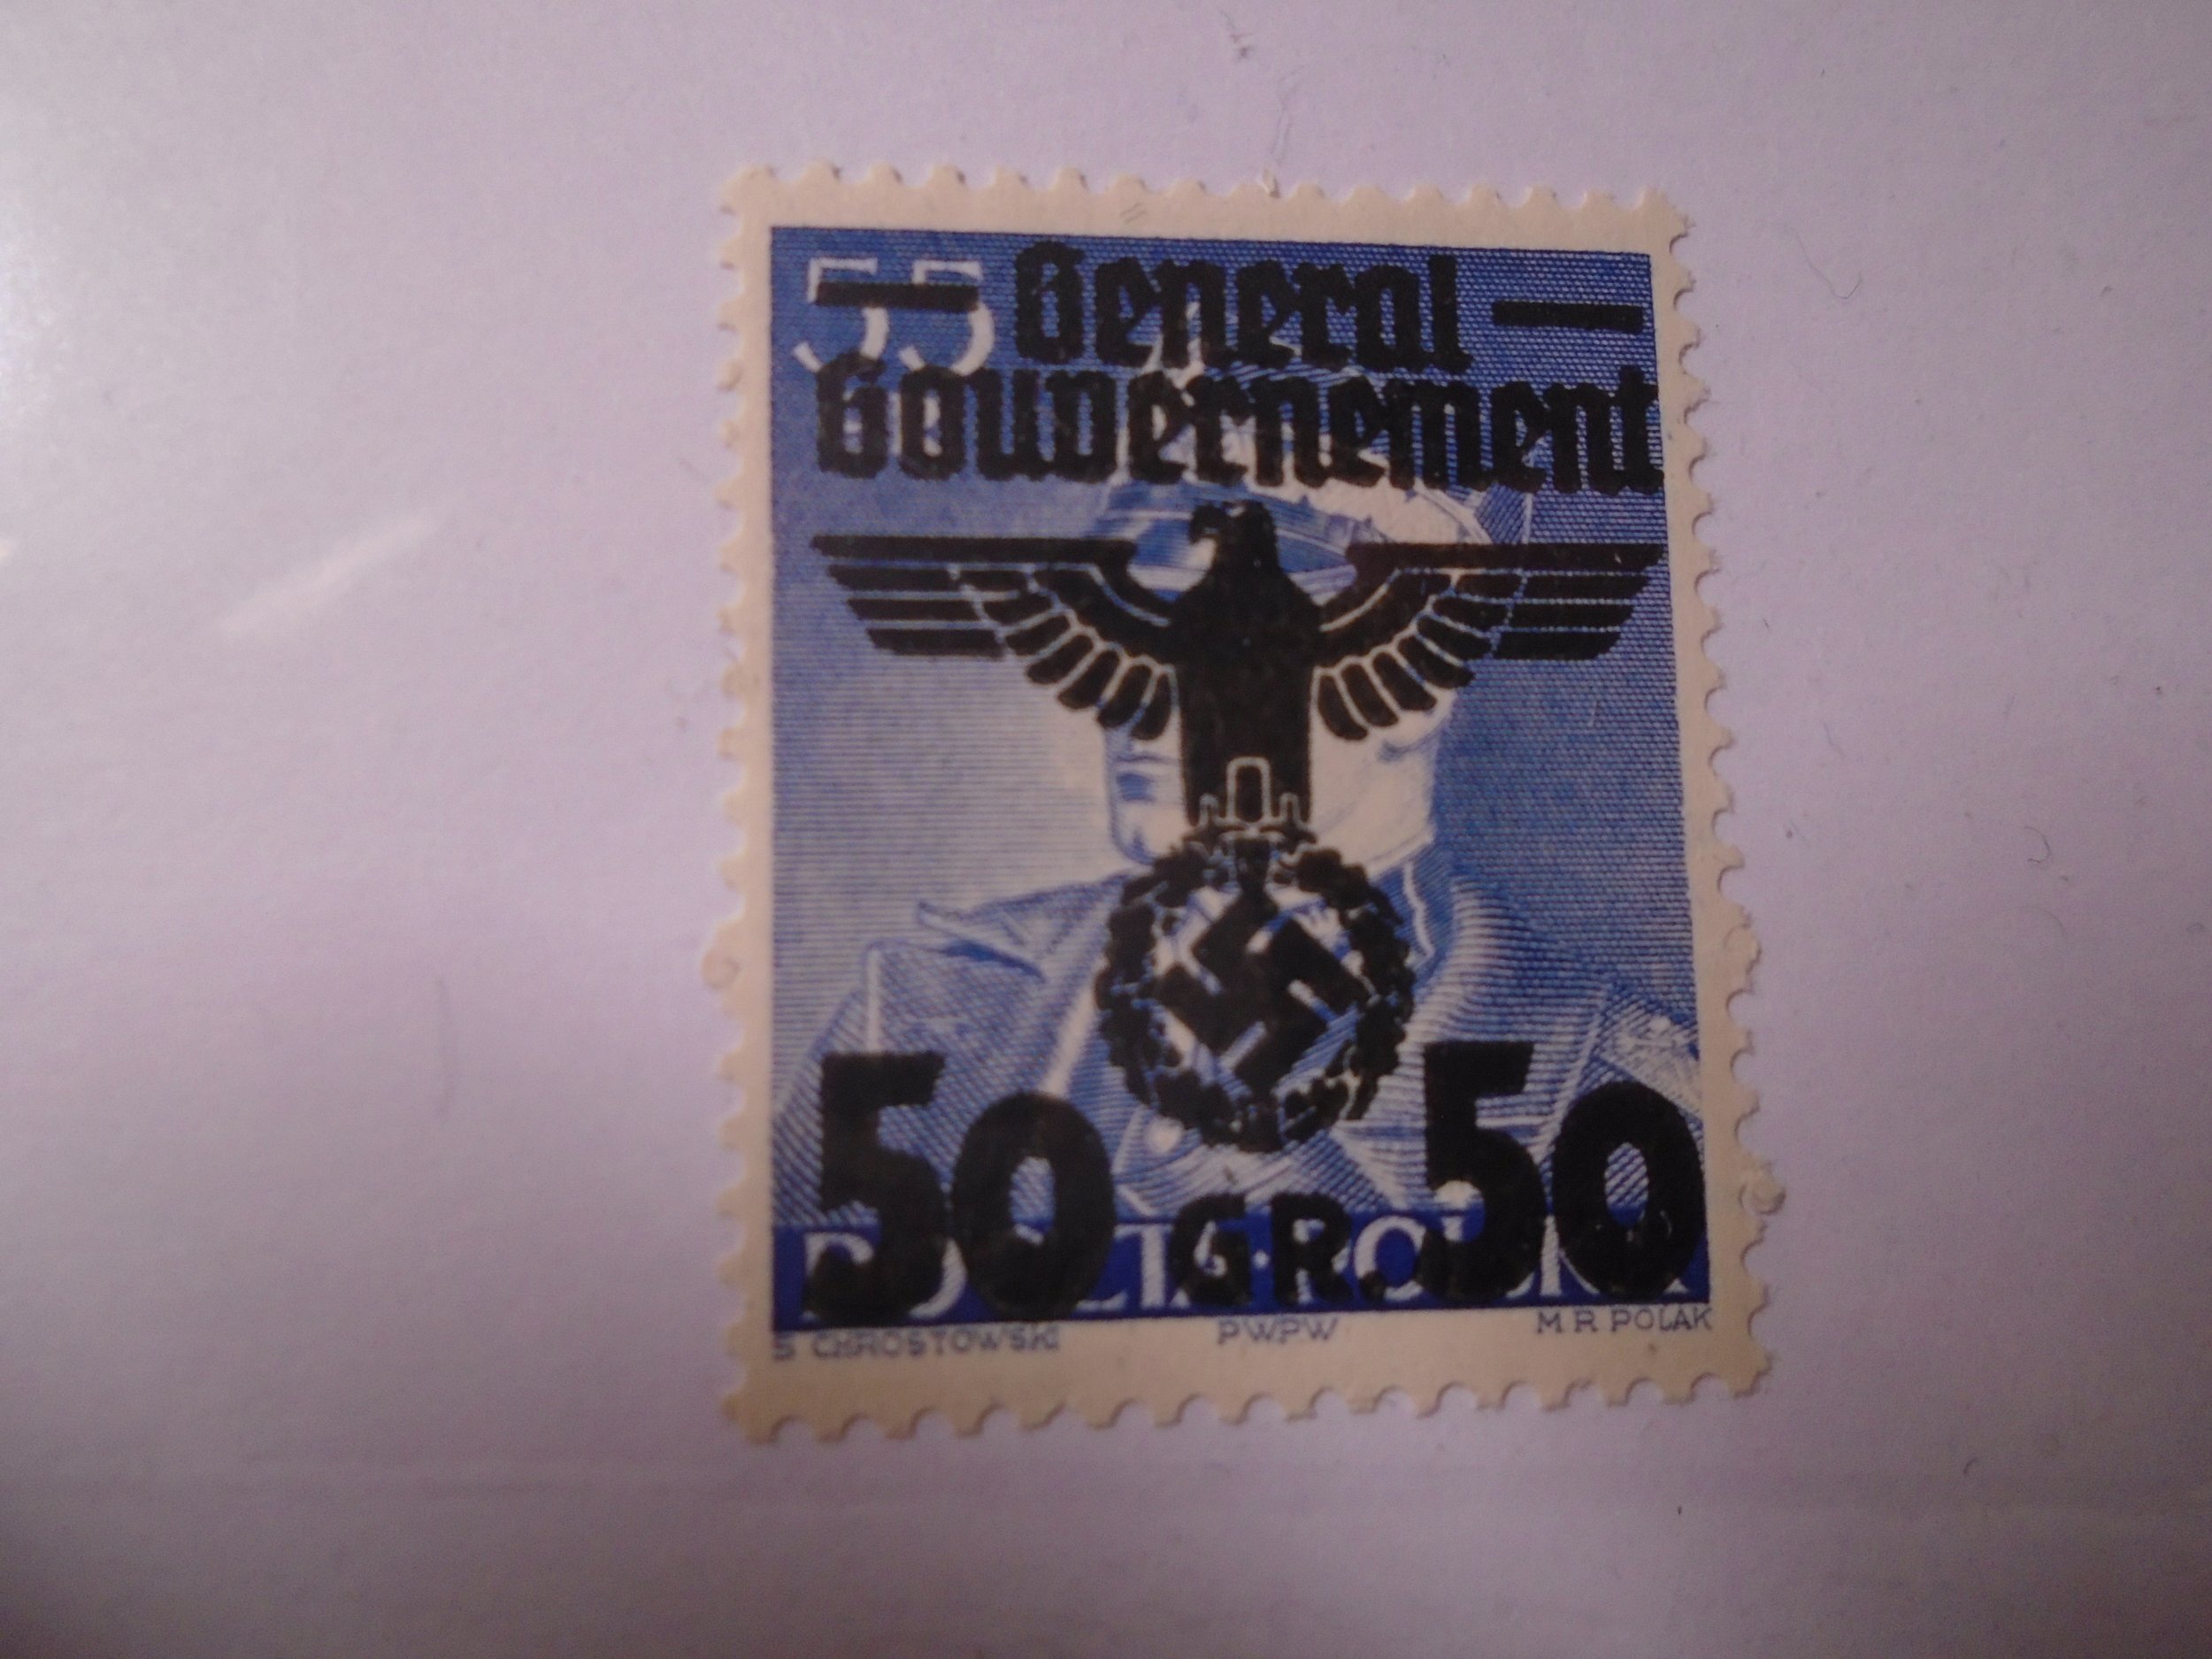 55 General
Gouvernement
50 GR. 50
POCZTA·POLSKA
S CHROSTOWSKI PWPW M R POLAK